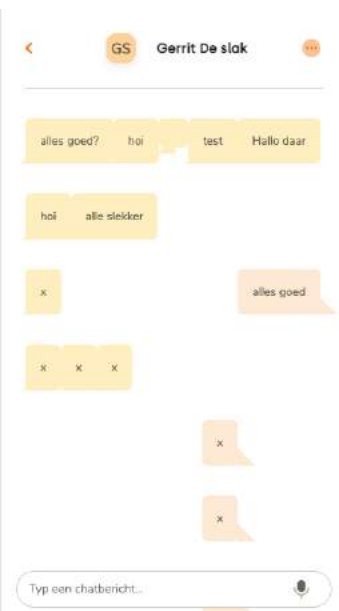 GS Gerrit De slak
alles goed? hoi test Hallo daar
hoi alle slekker
x alles goed
x x x
x
x
Typ een chatbericht...